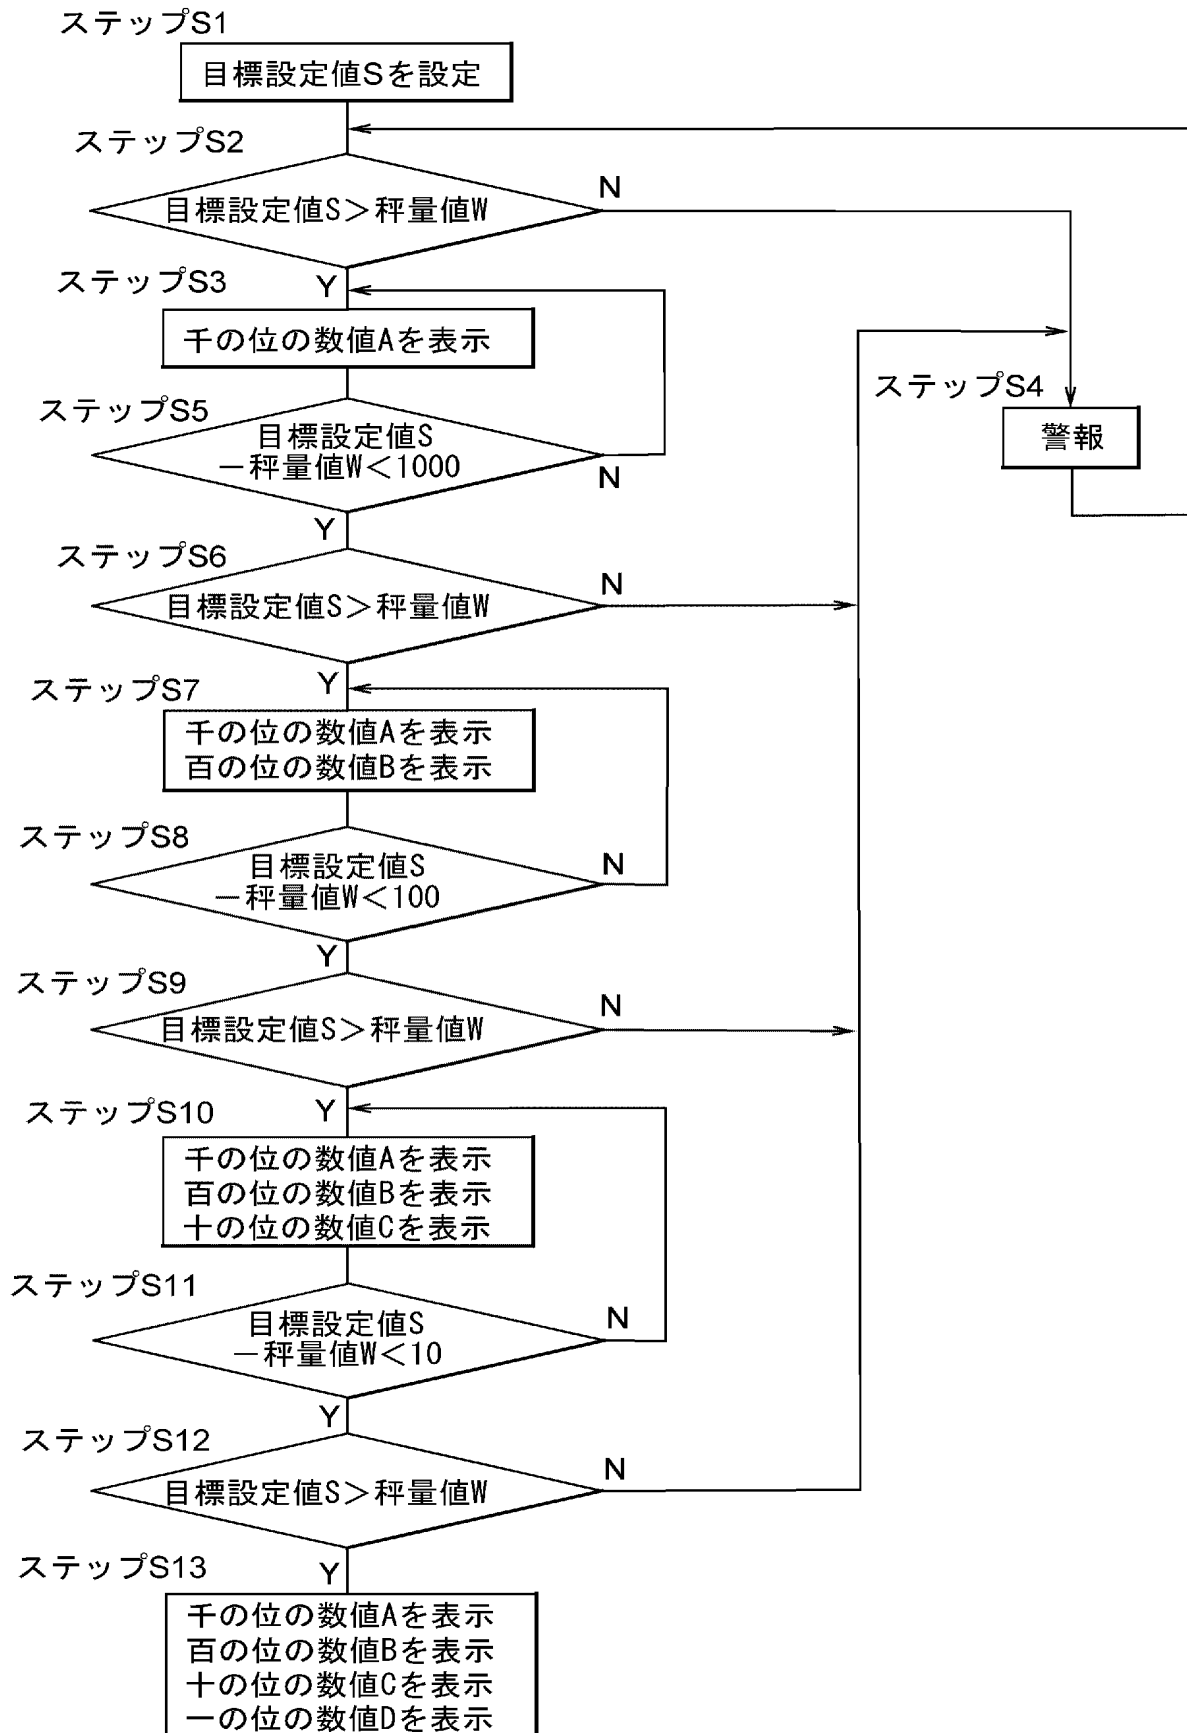 ステップS1
目標設定値Sを設定
ステップS2
目標設定値S＞秤量値W
N
Y
ステップS3
千の位の数値Aを表示
ステップS4
警報
ステップS5
目標設定値S
－秤量値W＜1000
N
Y
ステップS6
目標設定値S＞秤量値W
N
Y
ステップS7
千の位の数値Aを表示
百の位の数値Bを表示
ステップS8
目標設定値S
－秤量値W＜100
N
Y
ステップS9
目標設定値S＞秤量値W
N
Y
ステップS10
千の位の数値Aを表示
百の位の数値Bを表示
十の位の数値Cを表示
ステップS11
目標設定値S
－秤量値W＜10
N
Y
ステップS12
目標設定値S＞秤量値W
N
Y
ステップS13
千の位の数値Aを表示
百の位の数値Bを表示
十の位の数値Cを表示
一の位の数値Dを表示